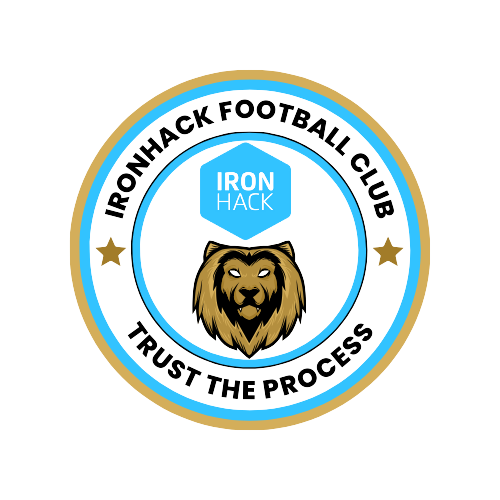 IRONHACK FOOTBALL CLUB
IRON
HACK
TRUST THE PROCESS